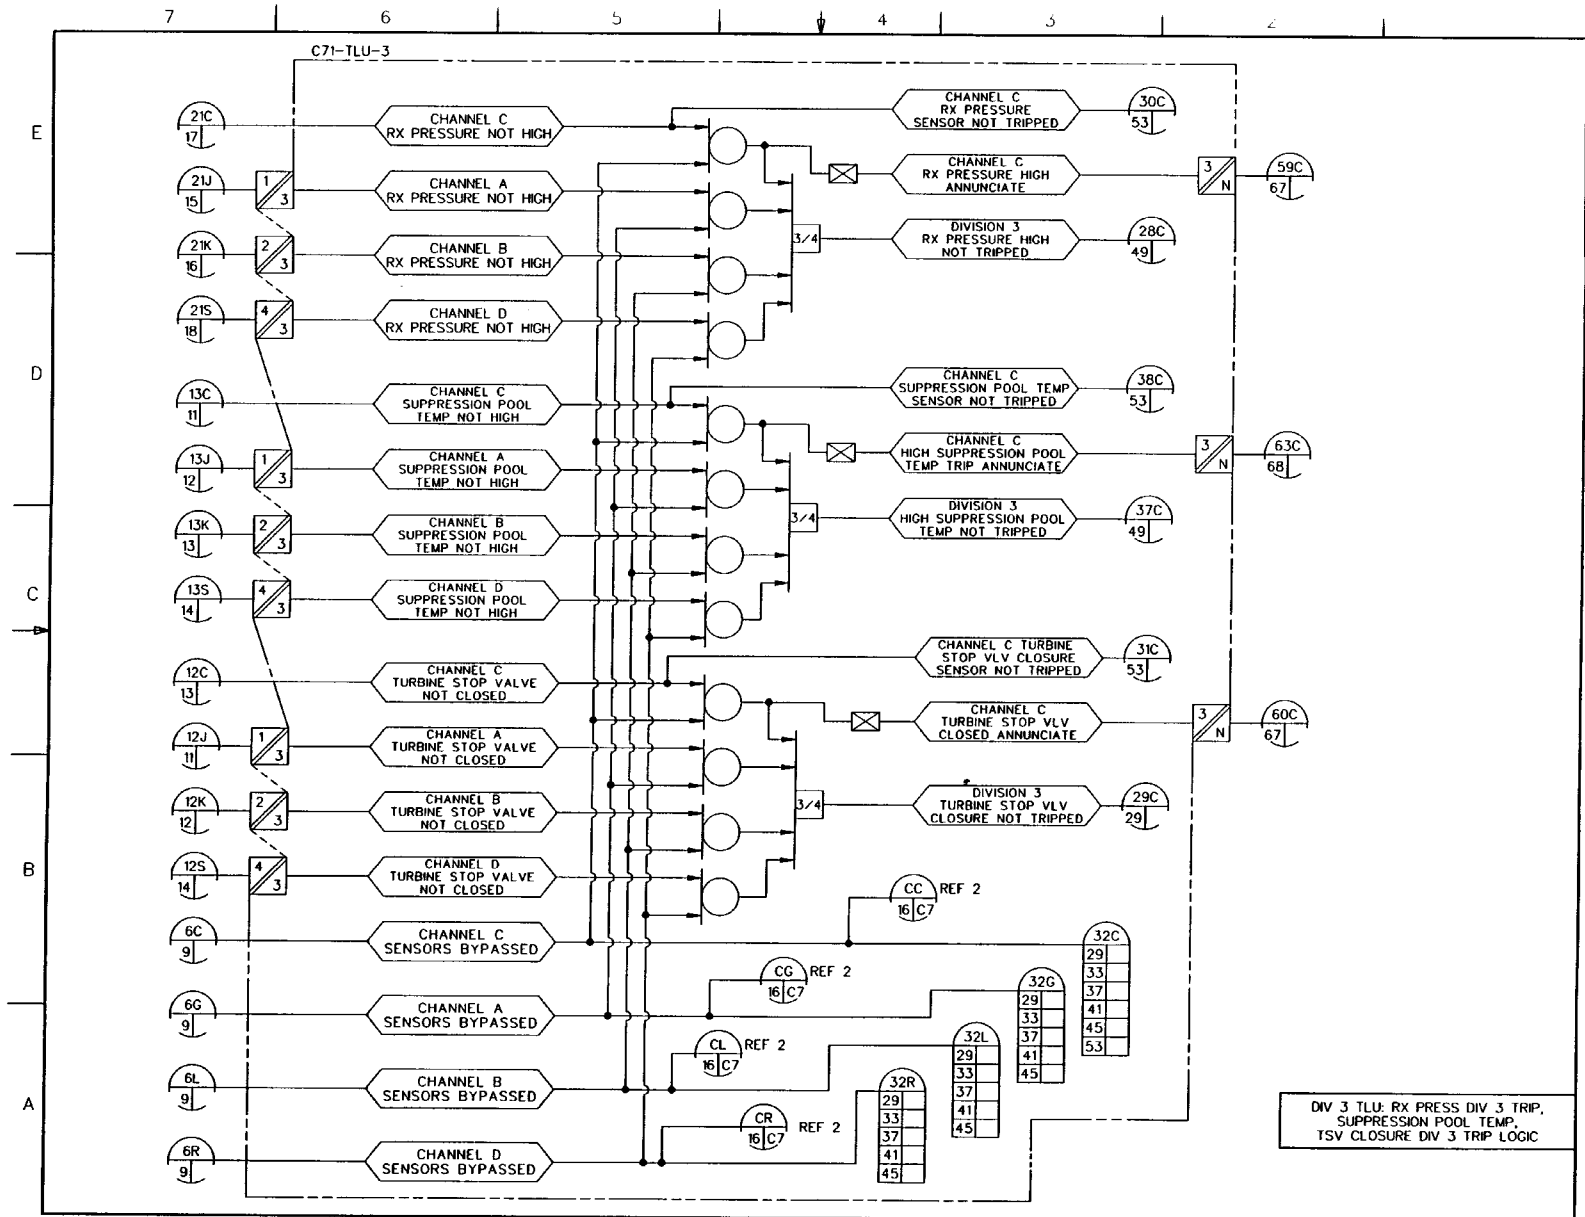 7 6 5 4 3 2
C71-TLU-3
E
D
C
B
A
21C
17
CHANNEL C
RX PRESSURE NOT HIGH
CHANNEL C
RX PRESSURE
SENSOR NOT TRIPPED
30C
53
21J
15
1
3
CHANNEL A
RX PRESSURE NOT HIGH
CHANNEL C
RX PRESSURE HIGH
ANNUNCIATE
3
N
59C
67
21K
16
2
3
CHANNEL B
RX PRESSURE NOT HIGH
3/4
DIVISION 3
RX PRESSURE HIGH
NOT TRIPPED
28C
49
21S
18
4
3
CHANNEL D
RX PRESSURE NOT HIGH
13C
11
CHANNEL C
SUPPRESSION POOL
TEMP NOT HIGH
CHANNEL C
SUPPRESSION POOL TEMP
SENSOR NOT TRIPPED
38C
53
13J
12
1
3
CHANNEL A
SUPPRESSION POOL
TEMP NOT HIGH
CHANNEL C
HIGH SUPPRESSION POOL
TEMP TRIP ANNUNCIATE
3
N
63C
68
13K
13
2
3
CHANNEL B
SUPPRESSION POOL
TEMP NOT HIGH
3/4
DIVISION 3
HIGH SUPPRESSION POOL
TEMP NOT TRIPPED
37C
49
13S
14
4
3
CHANNEL D
SUPPRESSION POOL
TEMP NOT HIGH
12C
13
CHANNEL C
TURBINE STOP VALVE
NOT CLOSED
CHANNEL C TURBINE
STOP VLV CLOSURE
SENSOR NOT TRIPPED
31C
53
12J
11
1
3
CHANNEL A
TURBINE STOP VALVE
NOT CLOSED
CHANNEL C
TURBINE STOP VLV
CLOSED ANNUNCIATE
3
N
60C
67
12K
12
2
3
CHANNEL B
TURBINE STOP VALVE
NOT CLOSED
3/4
DIVISION 3
TURBINE STOP VLV
CLOSURE NOT TRIPPED
29C
29
12S
14
4
3
CHANNEL D
TURBINE STOP VALVE
NOT CLOSED
6C
9
CHANNEL C
SENSORS BYPASSED
CC REF 2
16 C7
32C
29
33
37
41
45
53
6G
9
CHANNEL A
SENSORS BYPASSED
CG REF 2
16 C7
32G
29
33
37
41
45
6L
9
CHANNEL B
SENSORS BYPASSED
CL REF 2
16 C7
32L
29
33
37
41
45
6R
9
CHANNEL D
SENSORS BYPASSED
CR REF 2
16 C7
32R
29
33
37
41
45
DIV 3 TLU: RX PRESS DIV 3 TRIP,
SUPPRESSION POOL TEMP,
TSV CLOSURE DIV 3 TRIP LOGIC